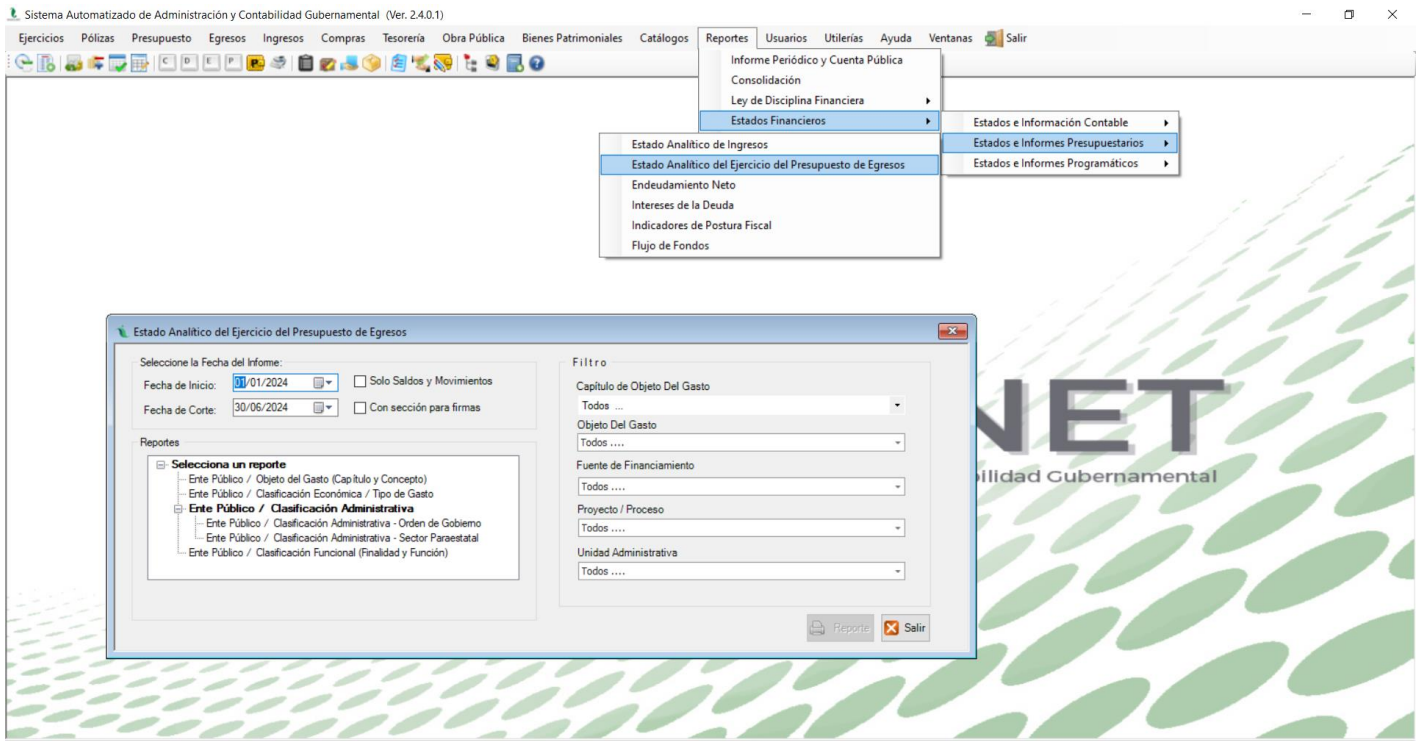 Sistema Automatizado de Administración y Contabilidad Gubernamental (Ver. 2.4.0.1)
Ejercicios Pólizas Presupuesto Egresos Ingresos Compras Tesorería Obra Pública Bienes Patrimoniales Catálogos Reportes Usuarios Utilerías Ayuda Ventanas Salir
C D E P P
Informe Periódico y Cuenta Pública
Consolidación
Ley de Disciplina Financiera
Estados Financieros
Estados e Información Contable
Estados e Informes Presupuestarios
Estados e Informes Programáticos
Estado Analítico de Ingresos
Estado Analítico del Ejercicio del Presupuesto de Egresos
Endeudamiento Neto
Intereses de la Deuda
Indicadores de Postura Fiscal
Flujo de Fondos
Estado Analítico del Ejercicio del Presupuesto de Egresos
Seleccione la Fecha del Informe:
Fecha de Inicio: 01/01/2024 Solo Saldos y Movimientos
Fecha de Corte: 30/06/2024 Con sección para firmas
Reportes
Selecciona un reporte
Ente Público / Objeto del Gasto (Capítulo y Concepto)
Ente Público / Clasificación Económica / Tipo de Gasto
Ente Público / Clasificación Administrativa
Ente Público / Clasificación Administrativa - Orden de Gobierno
Ente Público / Clasificación Administrativa - Sector Paraestatal
Ente Público / Clasificación Funcional (Finalidad y Función)
Filtro
Capítulo de Objeto Del Gasto
Todos ...
Objeto Del Gasto
Todos ....
Fuente de Financiamiento
Todos ....
Proyecto / Proceso
Todos ....
Unidad Administrativa
Todos ....
Reporte Salir
NET
bilidad Gubernamental